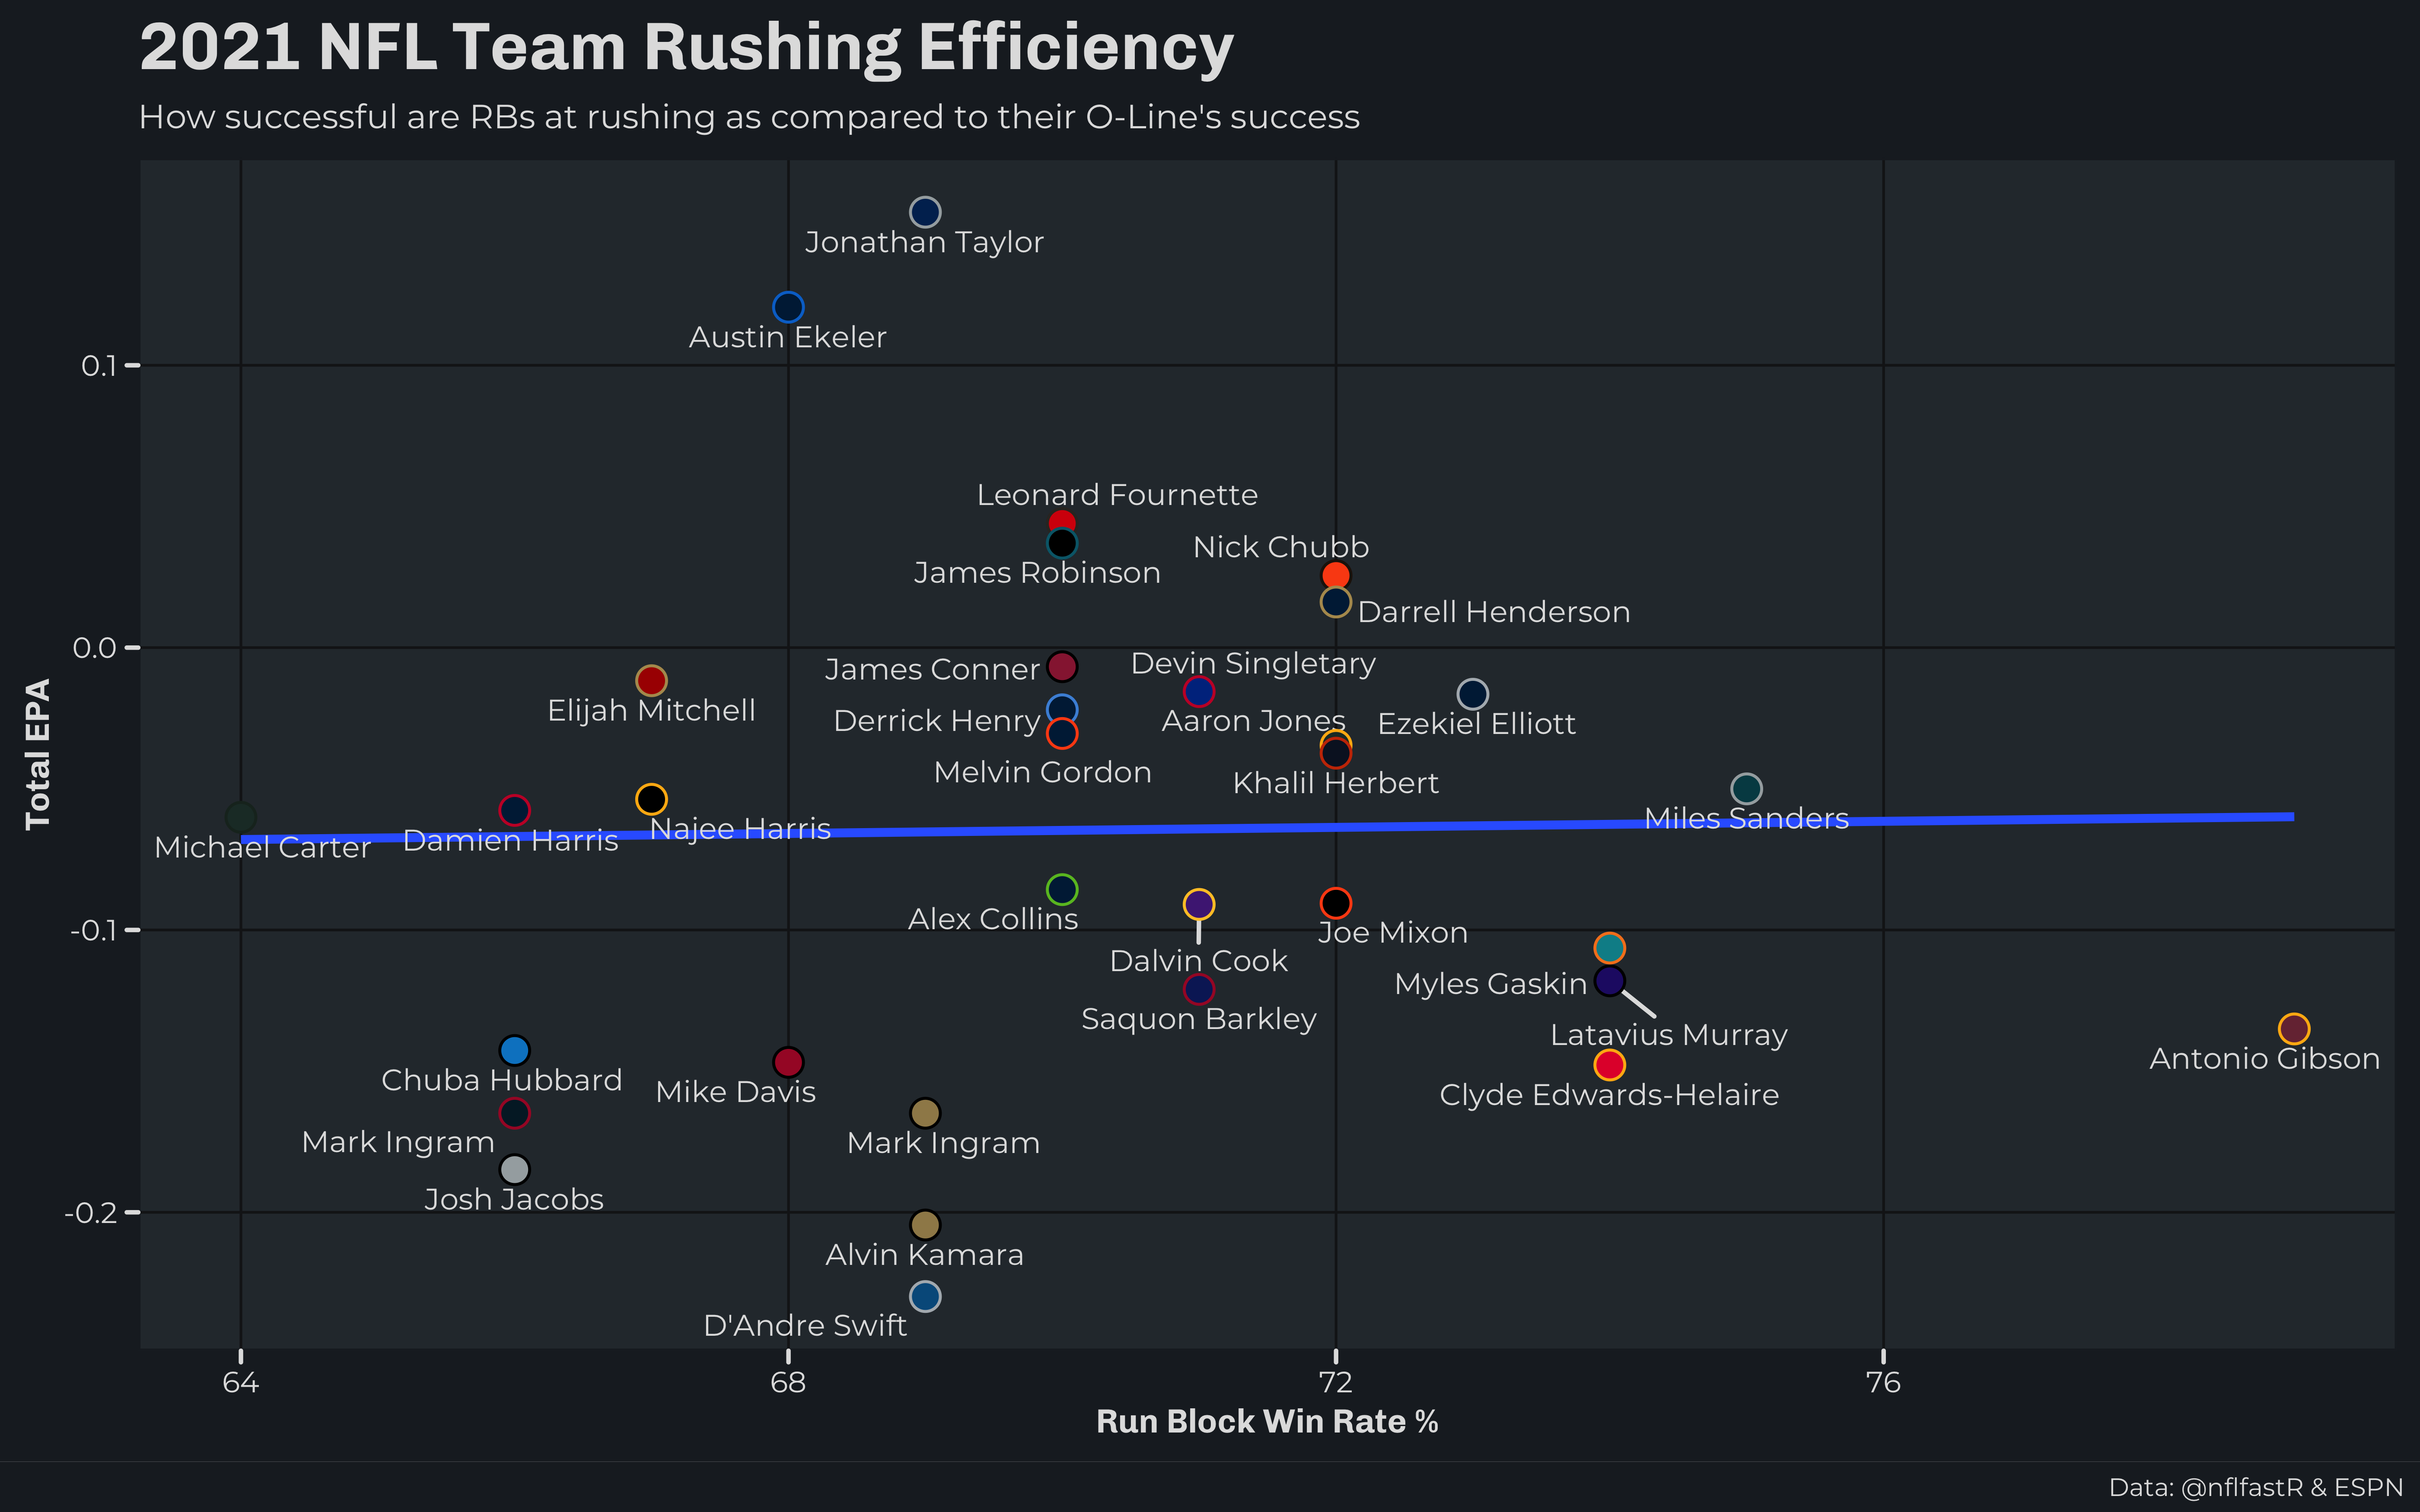 2021 NFL Team Rushing Efficiency
How successful are RBs at rushing as compared to their O-Line's success
Jonathan Taylor
Austin Ekeler
0.1
Leonard Fournette
Nick Chubb
James Robinson
Darrell Henderson
0.0
James Conner
Devin Singletary
Elijah Mitchell
Derrick Henry
Aaron Jones
Ezekiel Elliott
Melvin Gordon
Khalil Herbert
Total EPA
Michael Carter
Damien Harris
Najee Harris
Miles Sanders
Alex Collins
-0.1
Joe Mixon
Dalvin Cook
Myles Gaskin
Saquon Barkley
Latavius Murray
Antonio Gibson
Chuba Hubbard
Mike Davis
Clyde Edwards-Helaire
Mark Ingram
Mark Ingram
Josh Jacobs
-0.2
Alvin Kamara
D'Andre Swift
64
68
72
76
Run Block Win Rate %
Data: @nflfastR & ESPN